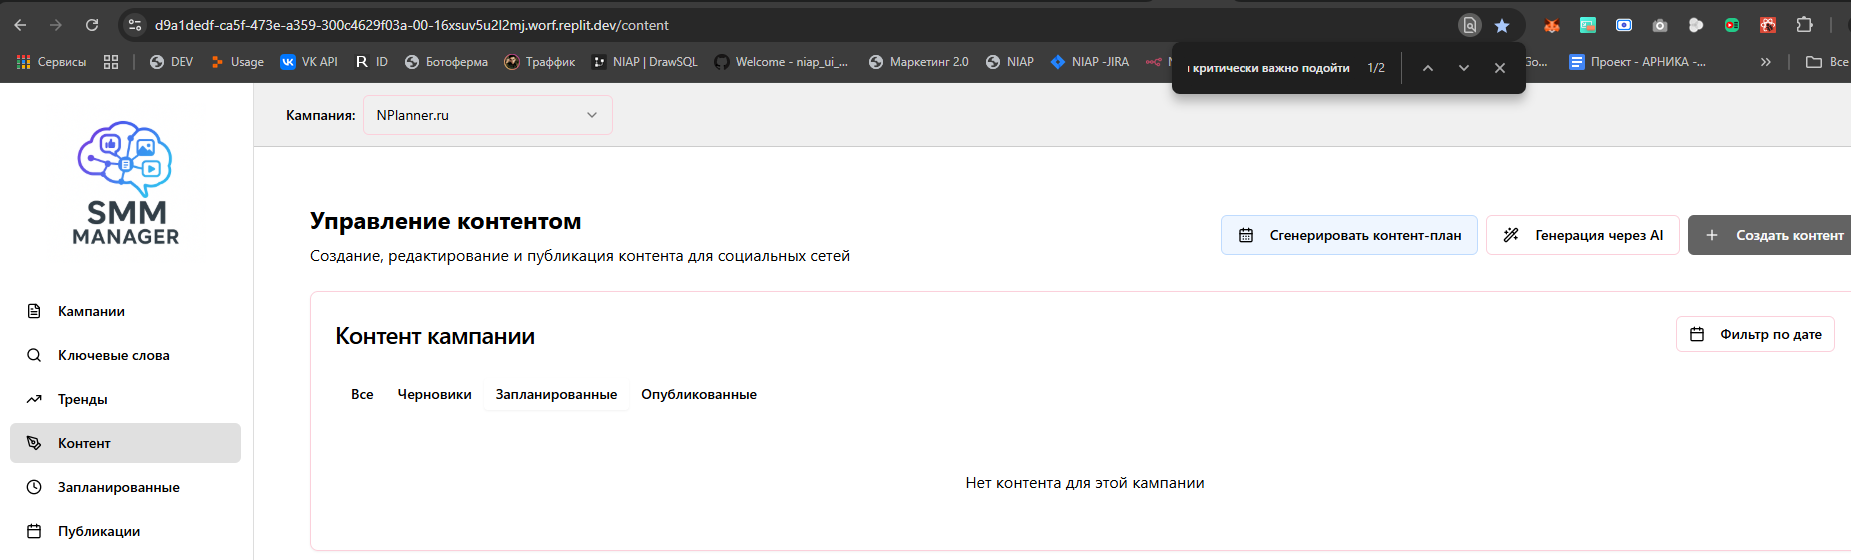 d9a1dedf-ca5f-473e-a359-300c4629f03a-00-16xsuv5u2l2mj.worf.replit.dev/content
Сервисы DEV Usage VK API ID Ботоферма Траффик NIAP | DrawSQL Welcome - niap_ui_... Маркетинг 2.0 NIAP NIAP -JIRA Go... Проект - АРНИКА -... » Все
критически важно подойти 1/2
Кампания: NPlanner.ru
SMM
MANAGER
Управление контентом
Создание, редактирование и публикация контента для социальных сетей
Сгенерировать контент-план Генерация через AI + Создать контент
Кампании
Ключевые слова
Тренды
Контент
Запланированные
Публикации
Контент кампании
Фильтр по дате
Все Черновики Запланированные Опубликованные
Нет контента для этой кампании